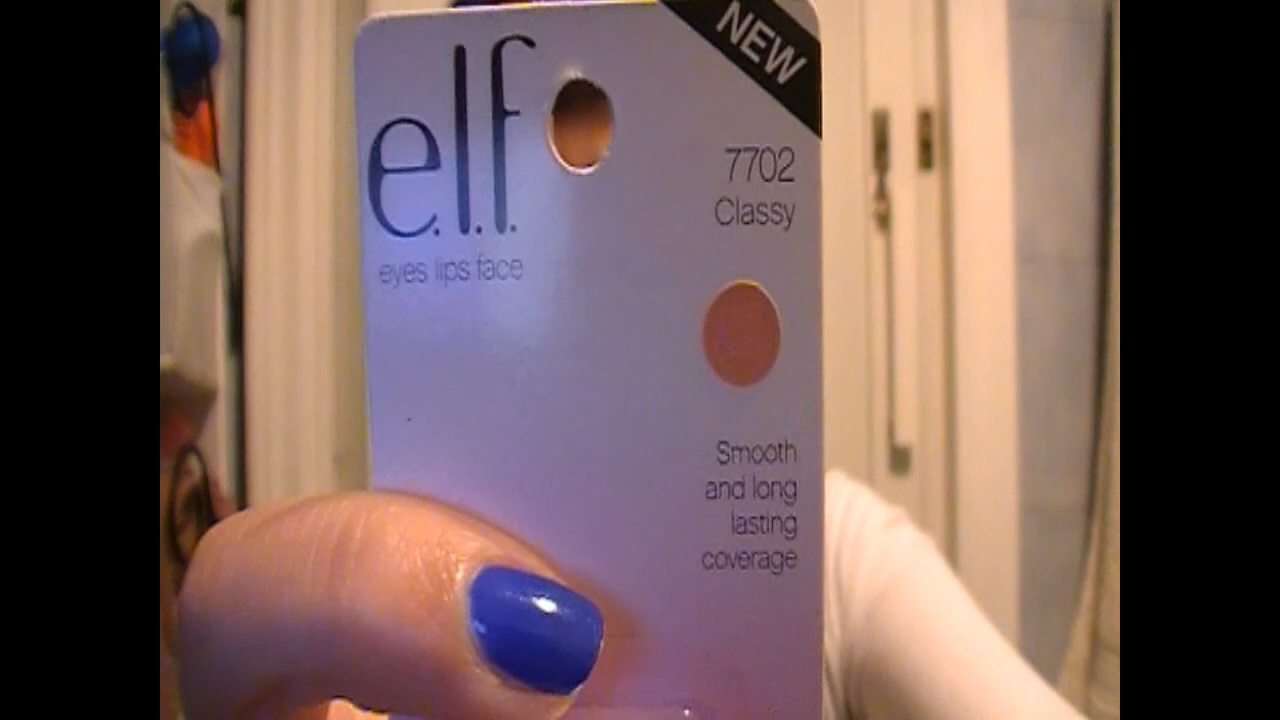 e.l.f.
eyes lips face
NEW
7702
Classy
Smooth
and long
lasting
coverage